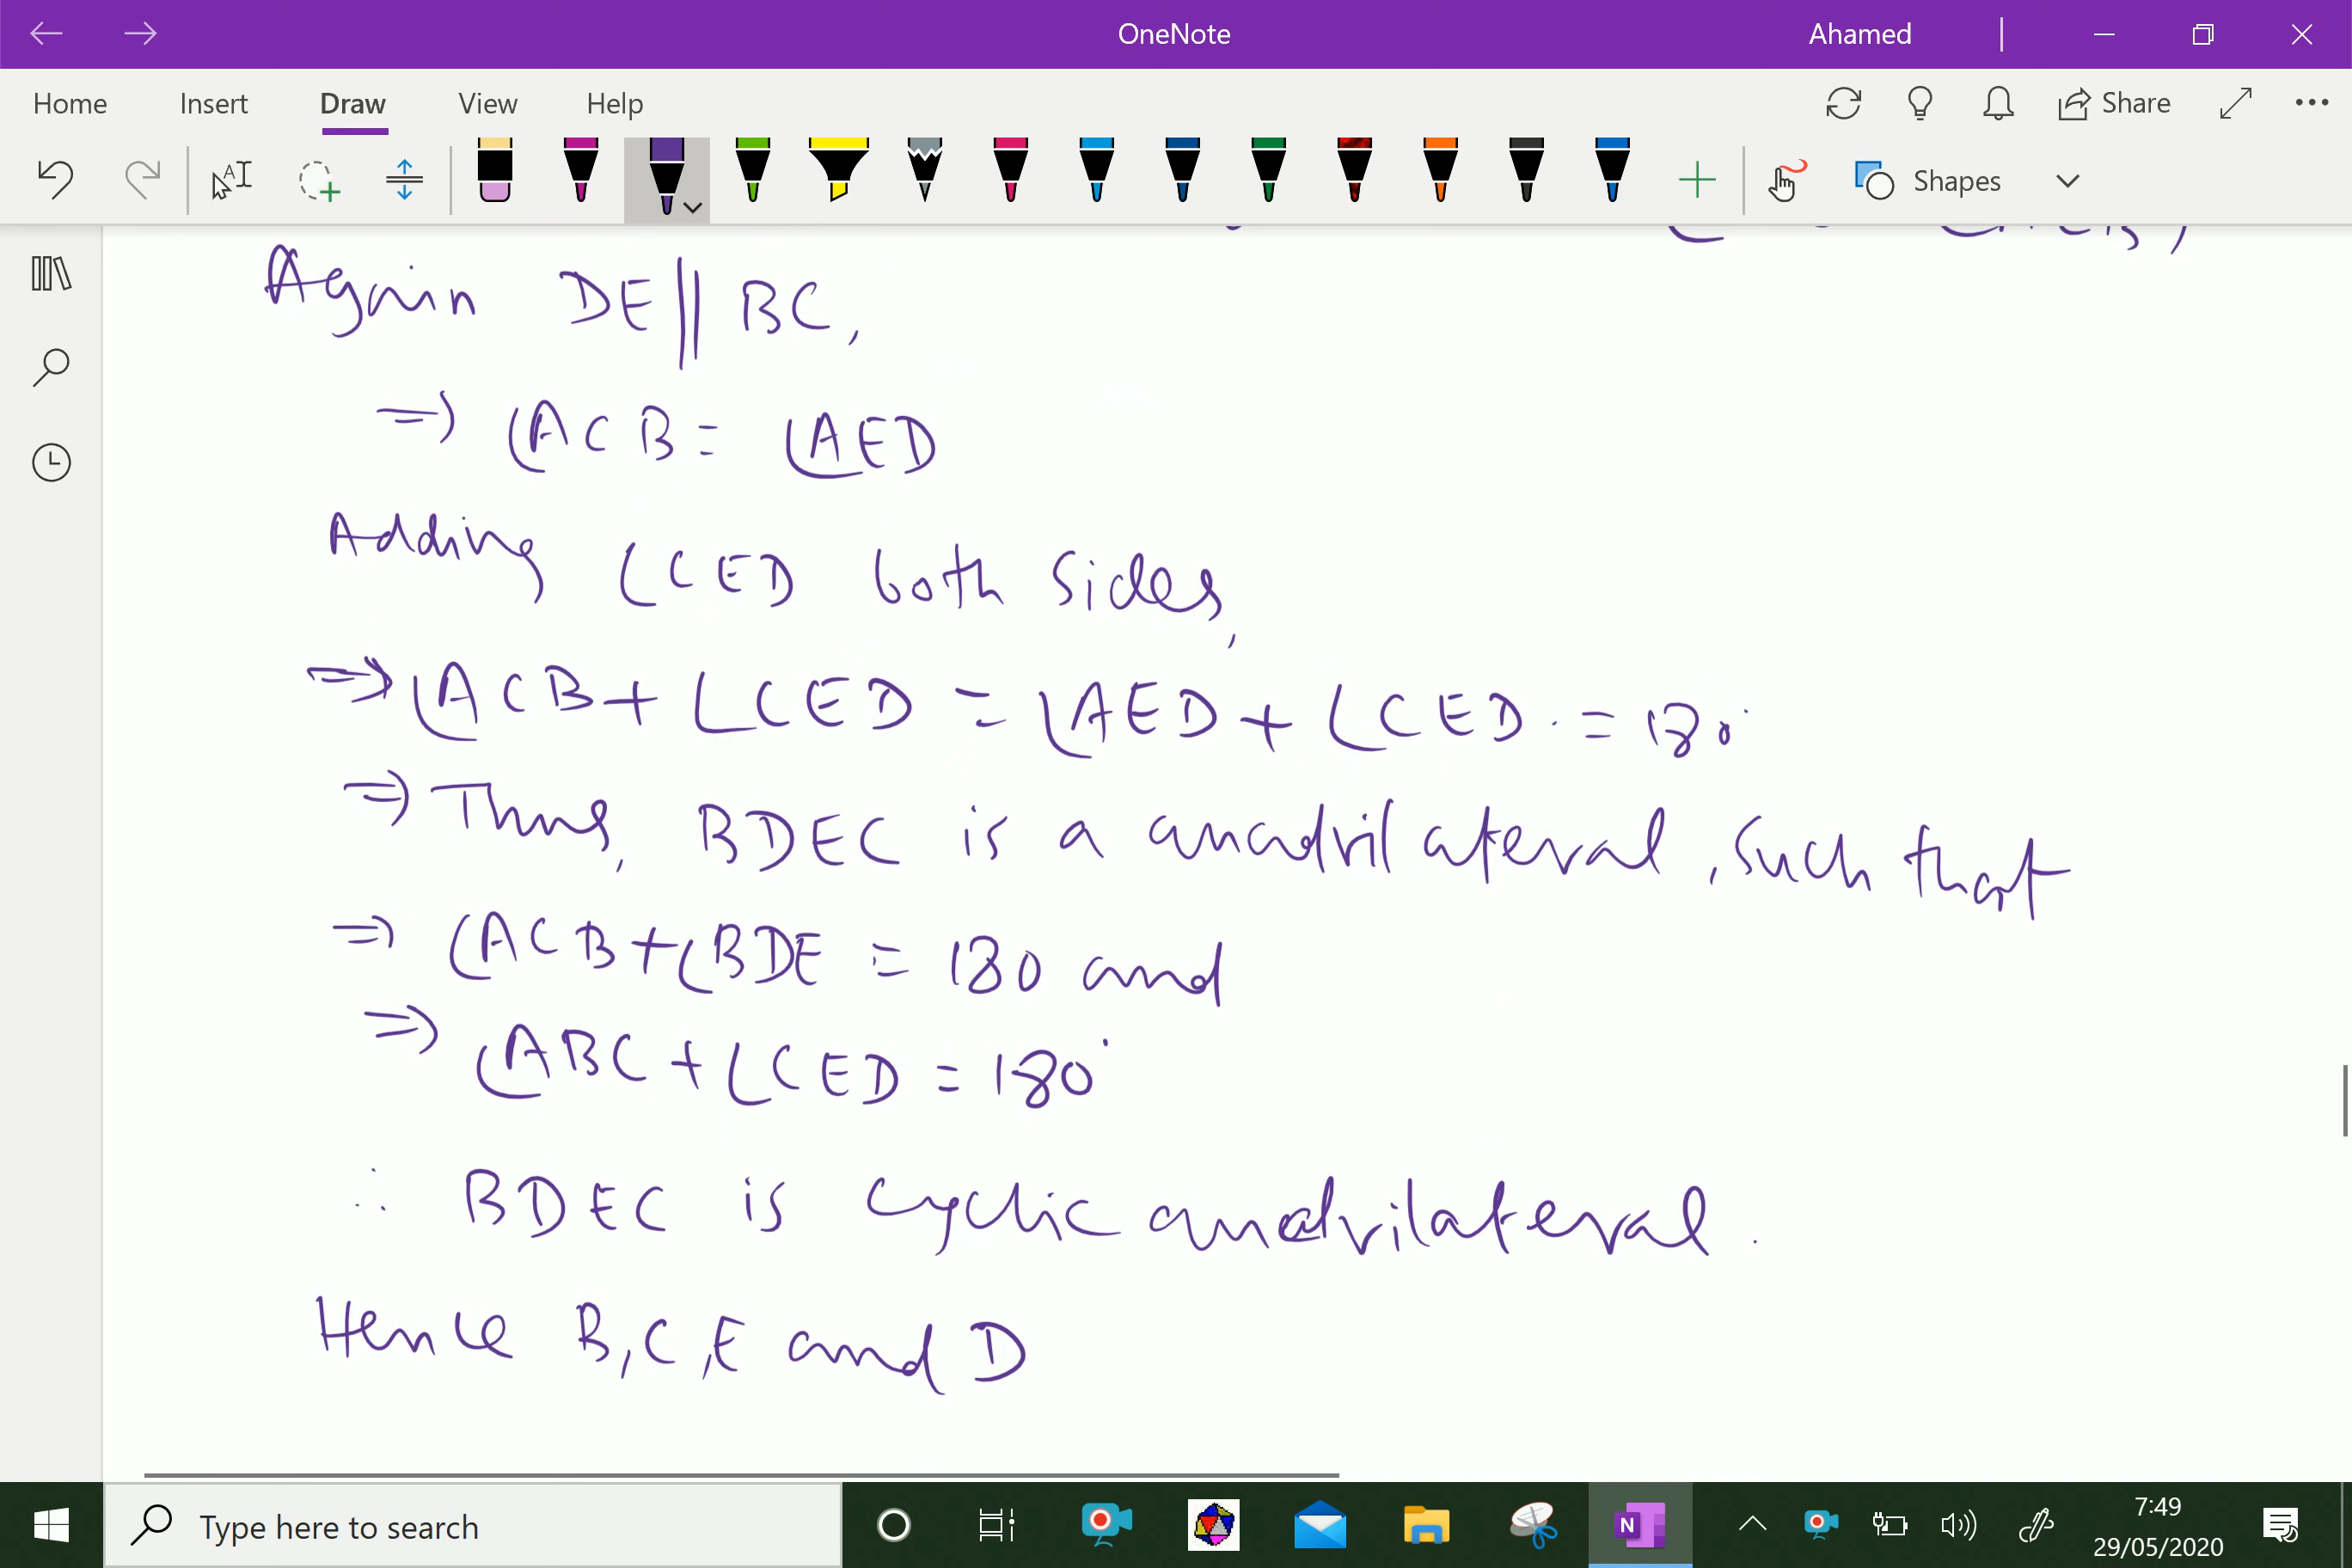 OneNote
Ahamed
Home Insert Draw View Help
Share
Shapes
Again DE || BC,
⇒ ∠ACB = ∠AED
Adding ∠CED both sides,
⇒ ∠ACB + ∠CED = ∠AED + ∠CED. = 180°
⇒ Thus, BDEC is a quadrilateral, such that
⇒ ∠ACB + ∠BDE = 180 and
⇒ ∠ABC + ∠CED = 180°
∴ BDEC is cyclic quadrilateral.
Hence B, C, E and D
Type here to search
N
7:49
29/05/2020